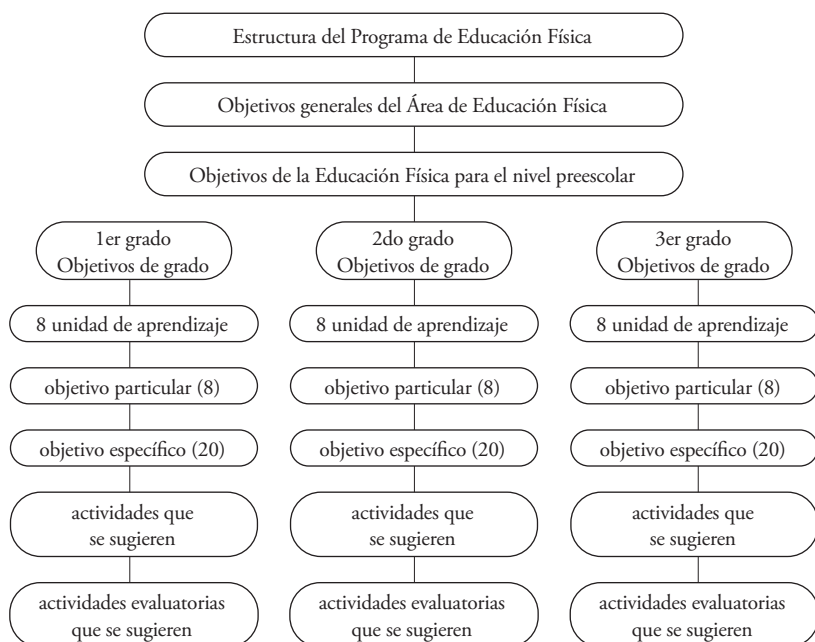 Estructura del Programa de Educación Física
Objetivos generales del Área de Educación Física
Objetivos de la Educación Física para el nivel preescolar
1er grado
Objetivos de grado
2do grado
Objetivos de grado
3er grado
Objetivos de grado
8 unidad de aprendizaje
8 unidad de aprendizaje
8 unidad de aprendizaje
objetivo particular (8)
objetivo particular (8)
objetivo particular (8)
objetivo específico (20)
objetivo específico (20)
objetivo específico (20)
actividades que
se sugieren
actividades que
se sugieren
actividades que
se sugieren
actividades evaluatorias
que se sugieren
actividades evaluatorias
que se sugieren
actividades evaluatorias
que se sugieren